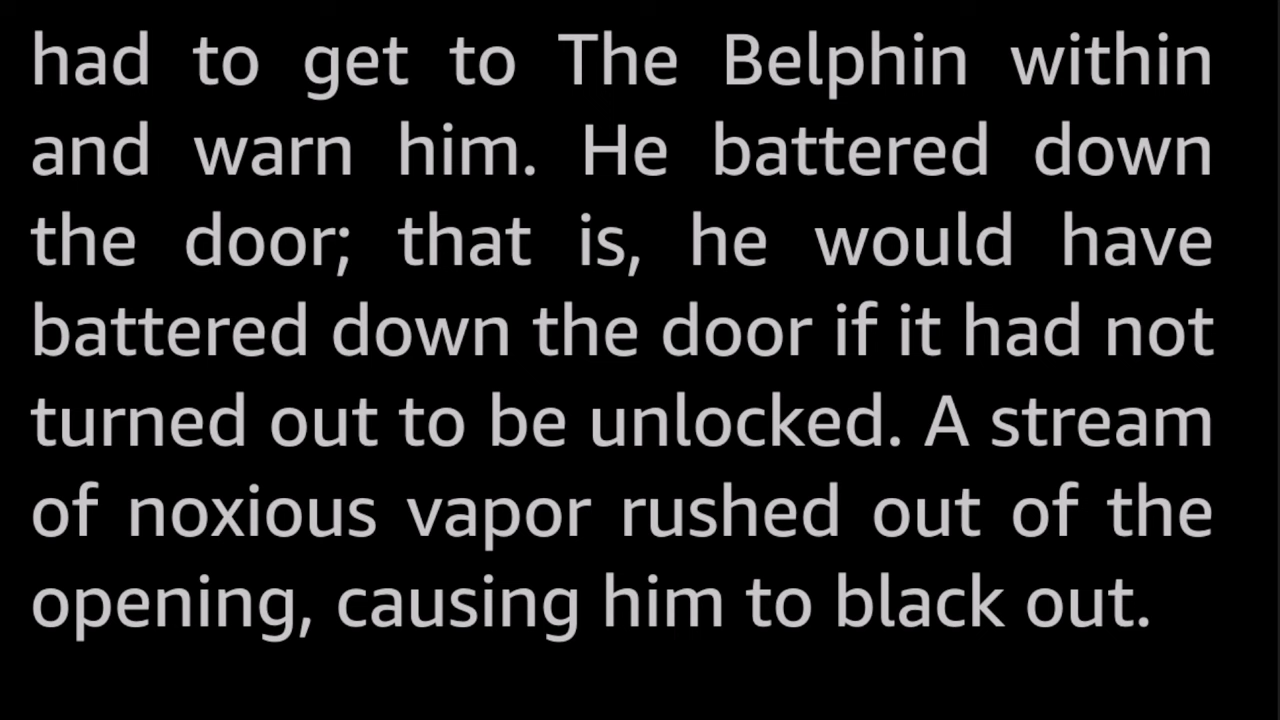 had to get to The Belphin within
and warn him. He battered down
the door; that is, he would have
battered down the door if it had not
turned out to be unlocked. A stream
of noxious vapor rushed out of the
opening, causing him to black out.